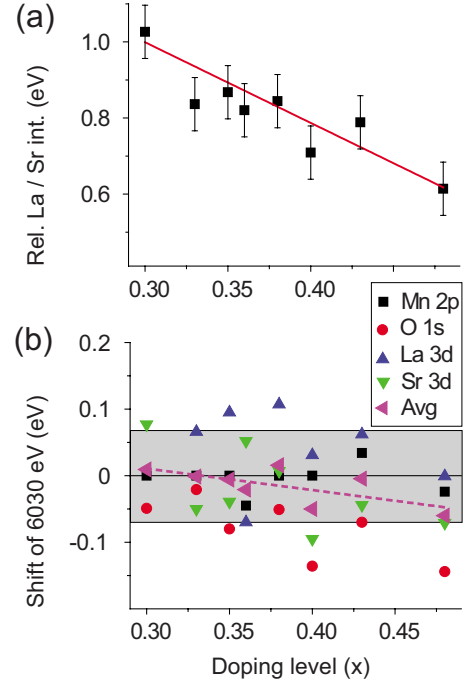 (a)
Rel. La / Sr int. (eV)
1.0
0.8
0.6
0.30 0.35 0.40 0.45
Mn 2p
O 1s
La 3d
Sr 3d
Avg
(b)
Shift of 6030 eV (eV)
0.2
0.1
0
-0.1
0.30 0.35 0.40 0.45
Doping level (x)